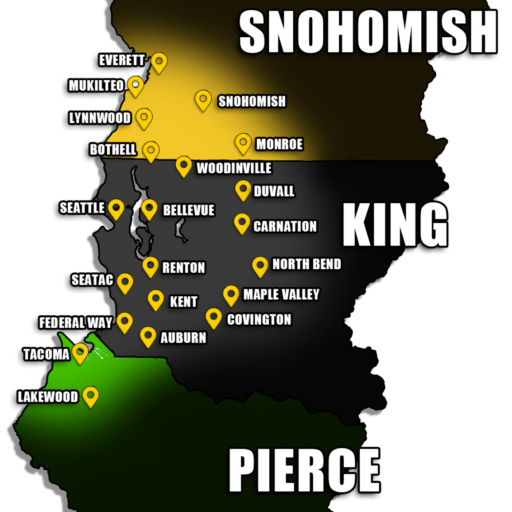 SNOHOMISH
EVERETT
MUKILTEO
SNOHOMISH
LYNNWOOD
BOTHELL
MONROE
WOODINVILLE
DUVALL
SEATTLE
BELLEVUE
CARNATION
KING
RENTON
NORTH BEND
SEATAC
KENT
MAPLE VALLEY
FEDERAL WAY
COVINGTON
AUBURN
TACOMA
LAKEWOOD
PIERCE